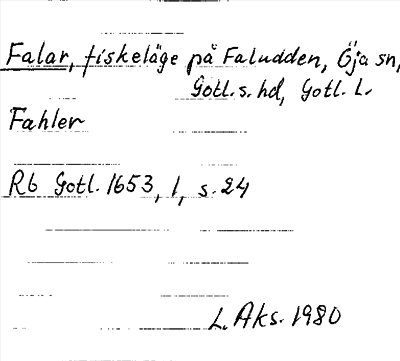 Falar, fiskeläge på Faludden, Öja sn,
Gotl. s. hd, Gotl. L.
Fahler
Rb Gotl. 1653, 1, s. 24
L. Aks. 1980